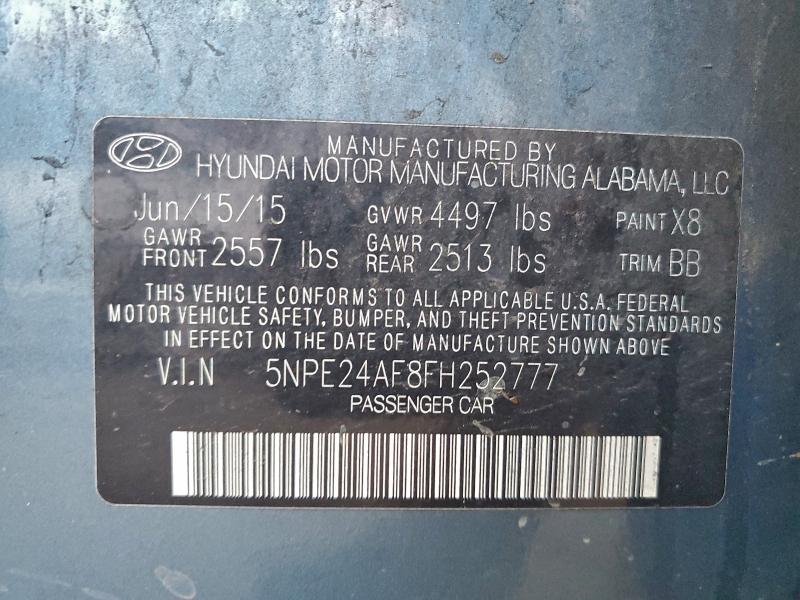 MANUFACTURED BY
HYUNDAI MOTOR MANUFACTURING ALABAMA, LLC
Jun/15/15 GVWR 4497 lbs PAINT X8
GAWR FRONT 2557 lbs GAWR REAR 2513 lbs TRIM BB
THIS VEHICLE CONFORMS TO ALL APPLICABLE U.S.A. FEDERAL
MOTOR VEHICLE SAFETY, BUMPER, AND THEFT PREVENTION STANDARDS
IN EFFECT ON THE DATE OF MANUFACTURE SHOWN ABOVE
V.I.N 5NPE24AF8FH252777
PASSENGER CAR